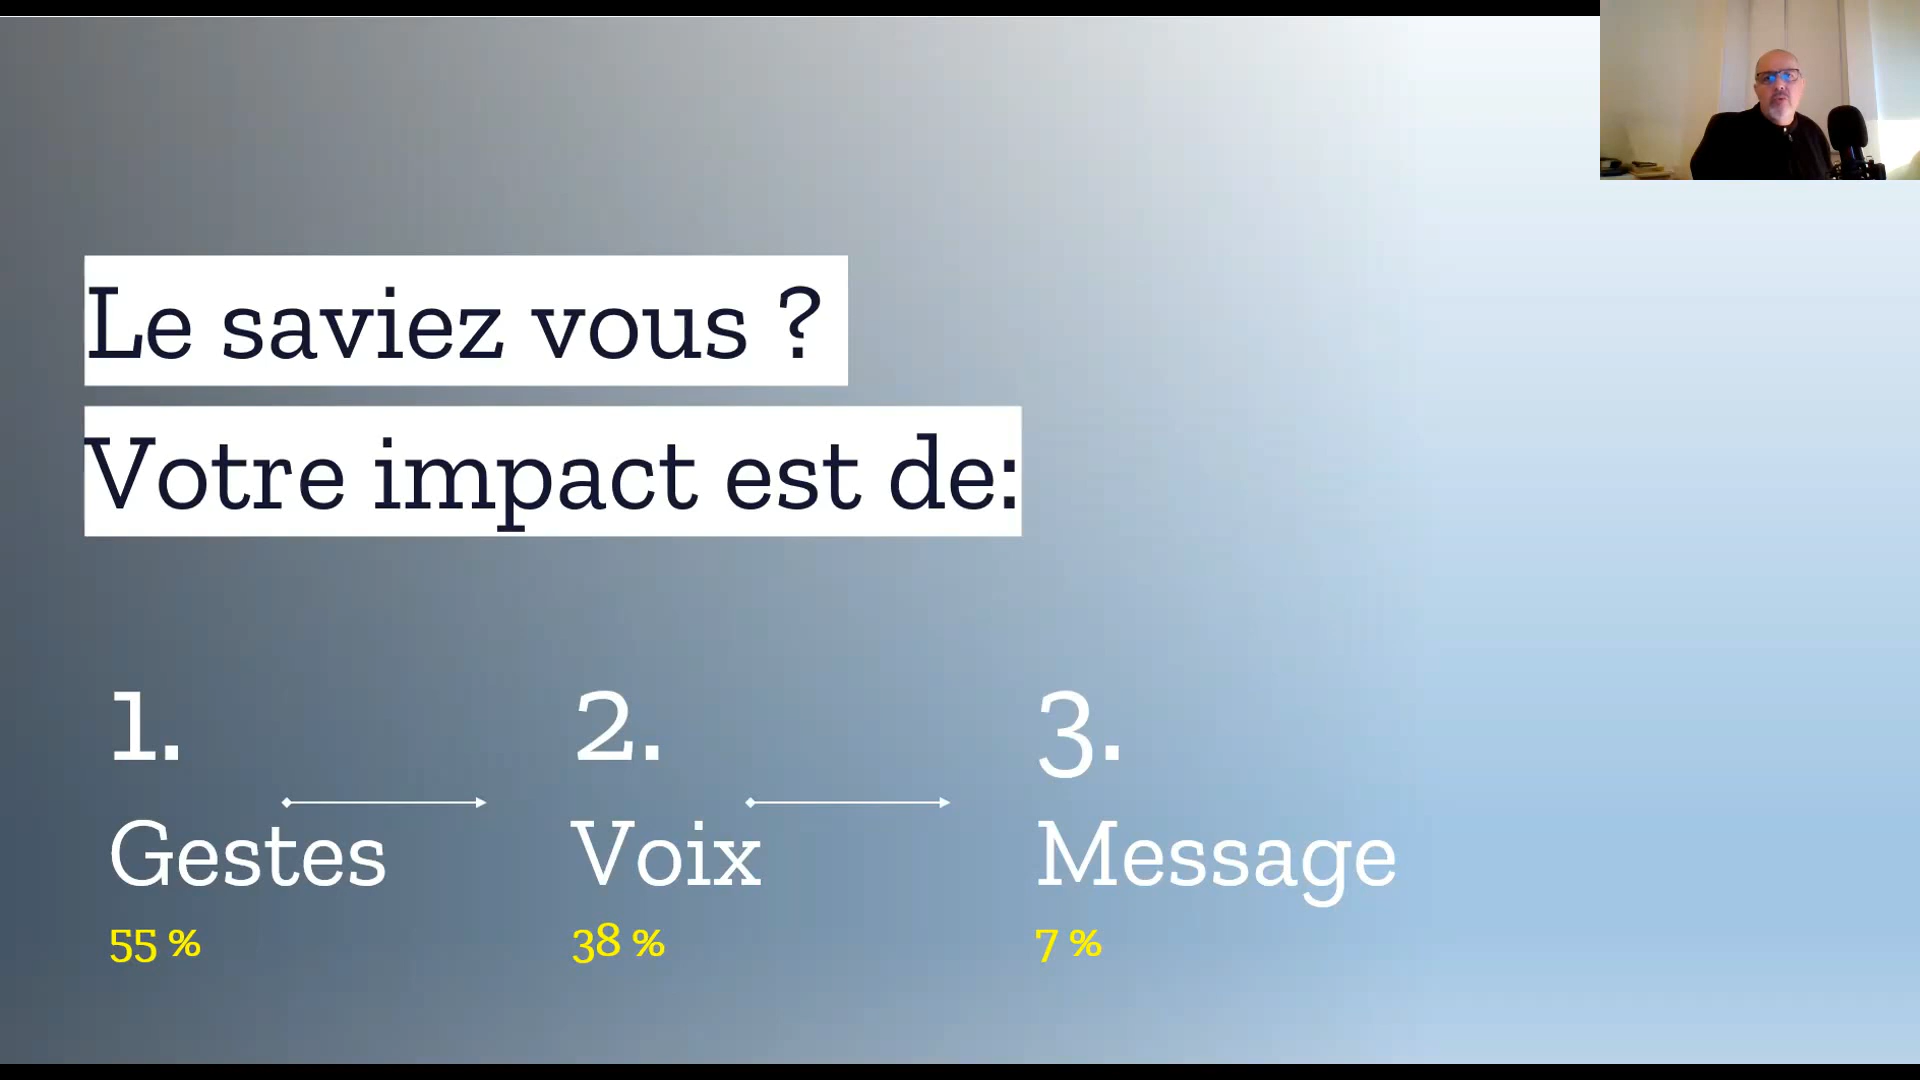 Le saviez vous ?
Votre impact est de:
1.
Gestes
55 %
2.
Voix
38 %
3.
Message
7 %